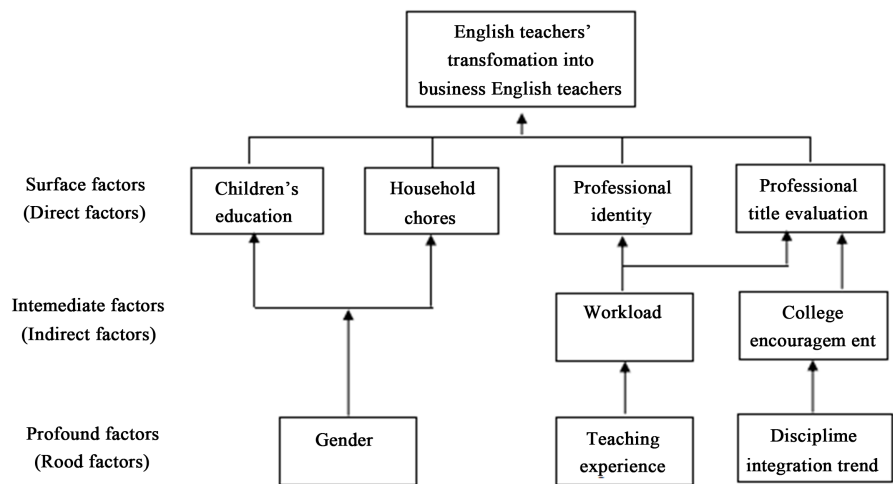 English teachers'
transfomation into
business English teachers
Surface factors
(Direct factors)
Children's
education
Household
chores
Professional
identity
Professional
title evaluation
Intemediate factors
(Indirect factors)
Workload
College
encouragem ent
Profound factors
(Rood factors)
Gender
Teaching
experience
Disciplime
integration trend